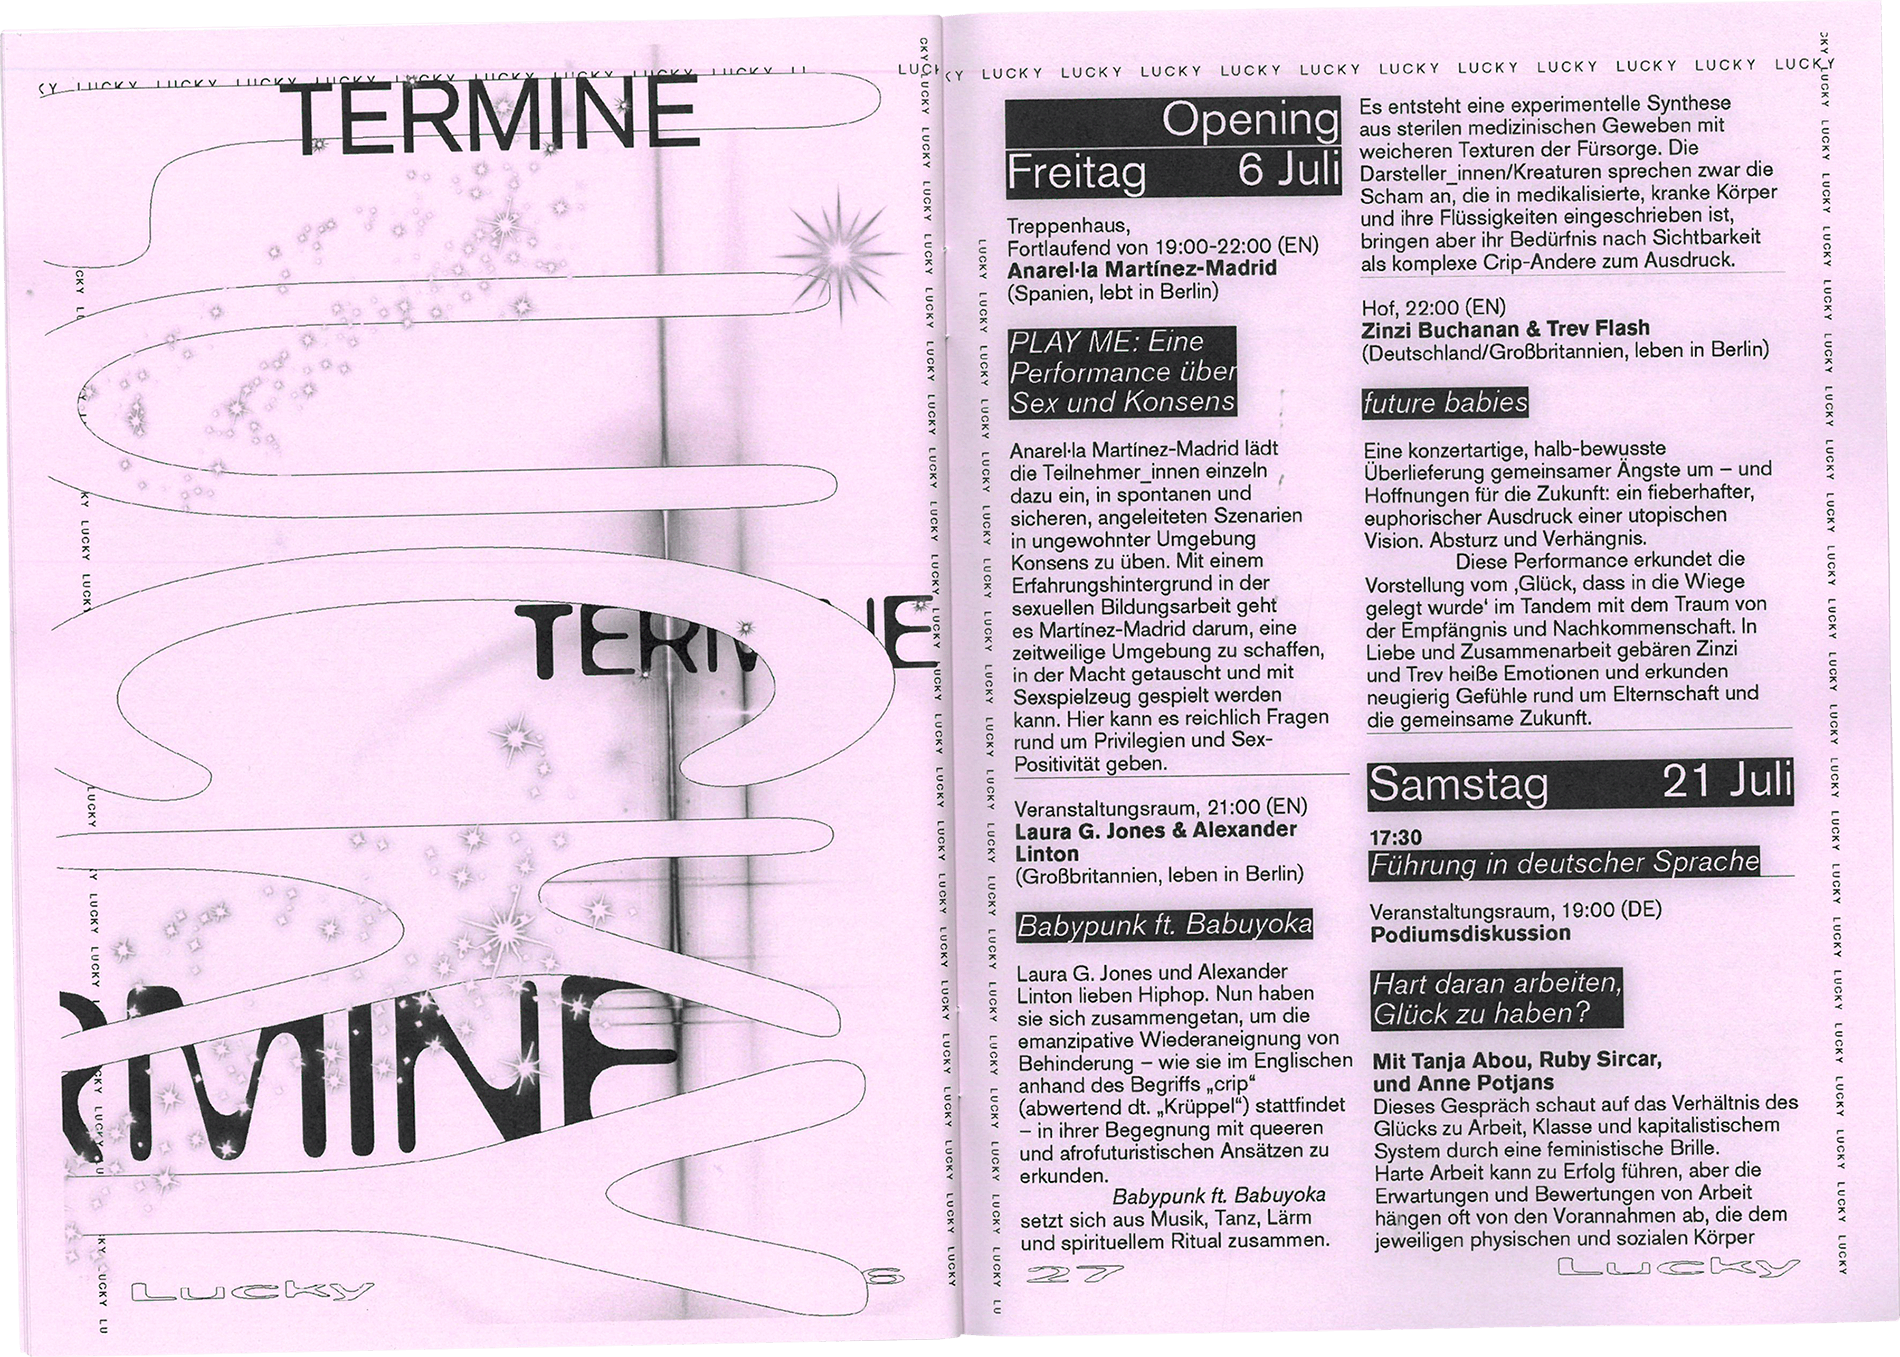 LUCKY LUCKY LUCKY LUCKY LUCKY LUCKY LUCKY LUCKY LUCKY
TERMINE
TERMINE
RMINE
Lucky
6
LUCKY LUCKY LUCKY LUCKY LUCKY LUCKY LUCKY LUCKY LUCKY LUCKY LUCKY
Opening
Freitag 6 Juli
Treppenhaus,
Fortlaufend von 19:00-22:00 (EN)
Anarel·la Martínez-Madrid
(Spanien, lebt in Berlin)
PLAY ME: Eine
Performance über
Sex und Konsens
Anarel·la Martínez-Madrid lädt
die Teilnehmer_innen einzeln
dazu ein, in spontanen und
sicheren, angeleiteten Szenarien
in ungewohnter Umgebung
Konsens zu üben. Mit einem
Erfahrungshintergrund in der
sexuellen Bildungsarbeit geht
es Martínez-Madrid darum, eine
zeitweilige Umgebung zu schaffen,
in der Macht getauscht und mit
Sexspielzeug gespielt werden
kann. Hier kann es reichlich Fragen
rund um Privilegien und Sex-
Positivität geben.
Veranstaltungsraum, 21:00 (EN)
Laura G. Jones & Alexander
Linton
(Großbritannien, leben in Berlin)
Babypunk ft. Babuyoka
Laura G. Jones und Alexander
Linton lieben Hiphop. Nun haben
sie sich zusammengetan, um die
emanzipative Wiederaneignung von
Behinderung – wie sie im Englischen
anhand des Begriffs „crip“
(abwertend dt. „Krüppel“) stattfindet
– in ihrer Begegnung mit queeren
und afrofuturistischen Ansätzen zu
erkunden.
Babypunk ft. Babuyoka
setzt sich aus Musik, Tanz, Lärm
und spirituellem Ritual zusammen.
27
Es entsteht eine experimentelle Synthese
aus sterilen medizinischen Geweben mit
weicheren Texturen der Fürsorge. Die
Darsteller_innen/Kreaturen sprechen zwar die
Scham an, die in medikalisierte, kranke Körper
und ihre Flüssigkeiten eingeschrieben ist,
bringen aber ihr Bedürfnis nach Sichtbarkeit
als komplexe Crip-Andere zum Ausdruck.
Hof, 22:00 (EN)
Zinzi Buchanan & Trev Flash
(Deutschland/Großbritannien, leben in Berlin)
future babies
Eine konzertartige, halb-bewusste
Überlieferung gemeinsamer Ängste um – und
Hoffnungen für die Zukunft: ein fieberhafter,
euphorischer Ausdruck einer utopischen
Vision. Absturz und Verhängnis.
Diese Performance erkundet die
Vorstellung vom ‚Glück, dass in die Wiege
gelegt wurde‘ im Tandem mit dem Traum von
der Empfängnis und Nachkommenschaft. In
Liebe und Zusammenarbeit gebären Zinzi
und Trev heiße Emotionen und erkunden
neugierig Gefühle rund um Elternschaft und
die gemeinsame Zukunft.
Samstag 21 Juli
17:30
Führung in deutscher Sprache
Veranstaltungsraum, 19:00 (DE)
Podiumsdiskussion
Hart daran arbeiten,
Glück zu haben?
Mit Tanja Abou, Ruby Sircar,
und Anne Potjans
Dieses Gespräch schaut auf das Verhältnis des
Glücks zu Arbeit, Klasse und kapitalistischem
System durch eine feministische Brille.
Harte Arbeit kann zu Erfolg führen, aber die
Erwartungen und Bewertungen von Arbeit
hängen oft von den Vorannahmen ab, die dem
jeweiligen physischen und sozialen Körper
Lucky